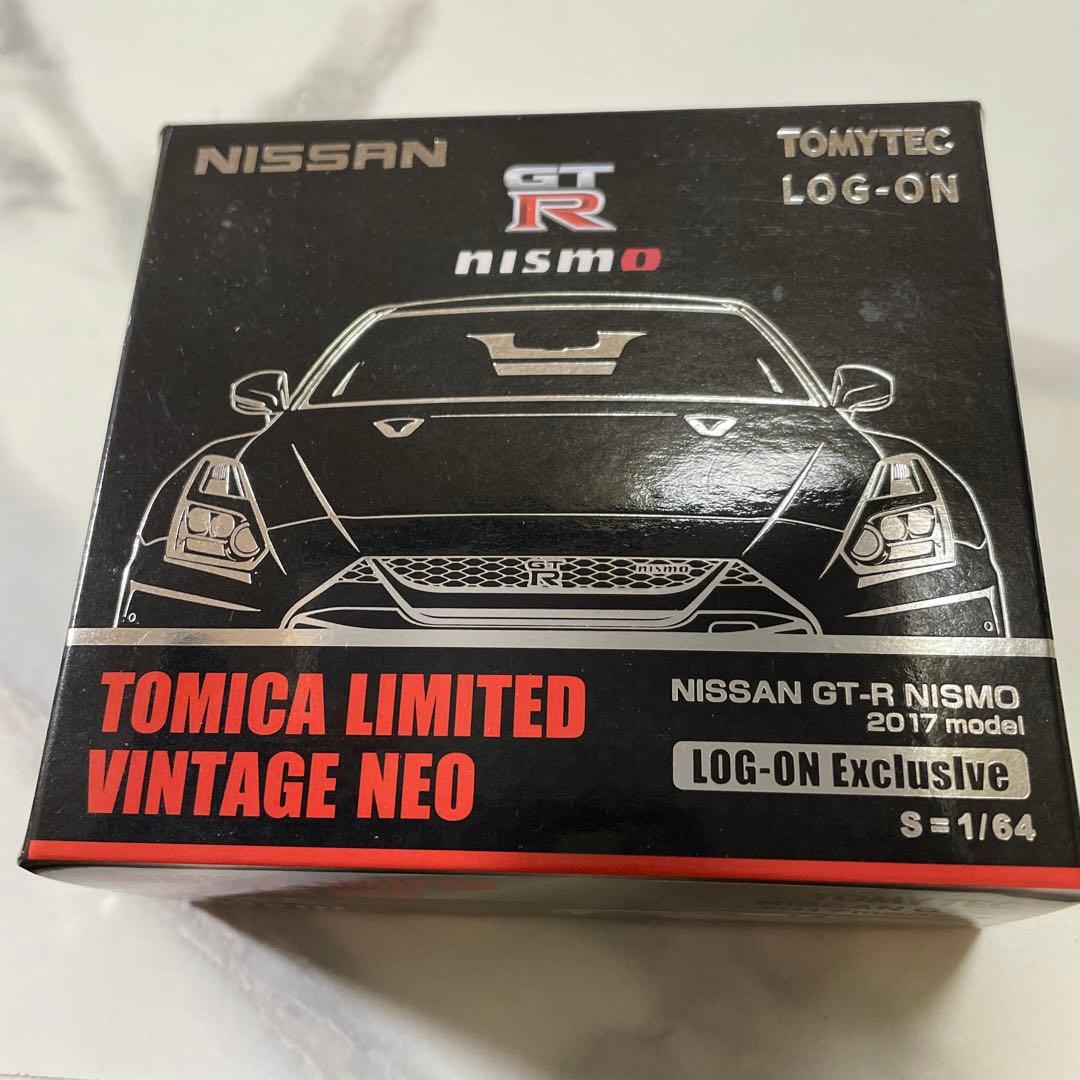 NISSAN
TOMYTEC
LOG-ON
GT
R
nismo
GT
R
nismo
TOMICA LIMITED
VINTAGE NEO
NISSAN GT-R NISMO
2017 model
LOG-ON Exclusive
S=1/64
TOMYTEC